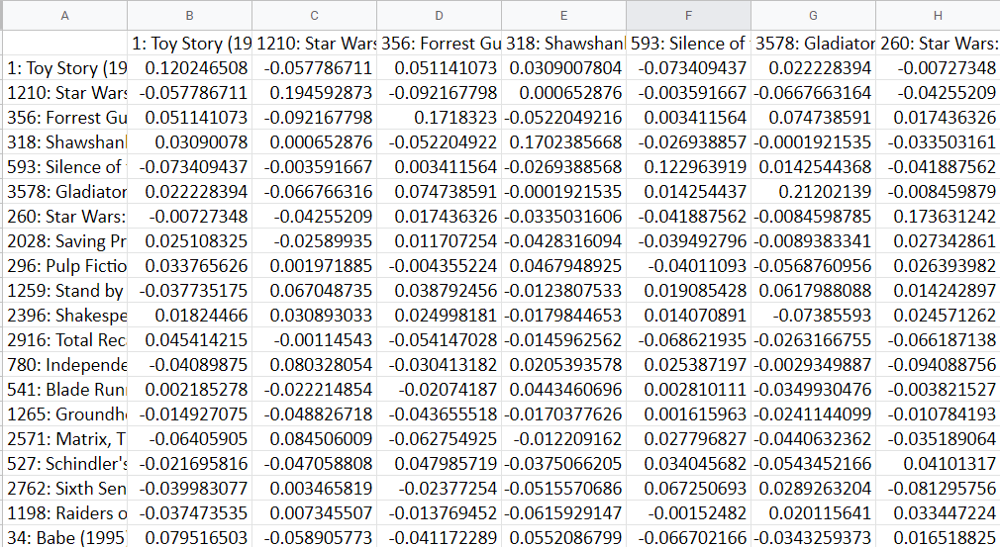 A B C D E F G H
1: Toy Story (19 1210: Star Wars 356: Forrest Gu 318: Shawshanl 593: Silence of 3578: Gladiator 260: Star Wars:
1: Toy Story (19 0.120246508 -0.057786711 0.051141073 0.0309007804 -0.073409437 0.022228394 -0.00727348
1210: Star Wars -0.057786711 0.194592873 -0.092167798 0.000652876 -0.003591667 -0.0667663164 -0.04255209
356: Forrest Gu 0.051141073 -0.092167798 0.1718323 -0.0522049216 0.003411564 0.074738591 0.017436326
318: Shawshanl 0.03090078 0.000652876 -0.052204922 0.1702385668 -0.026938857 -0.0001921535 -0.033503161
593: Silence of -0.073409437 -0.003591667 0.003411564 -0.0269388568 0.122963919 0.0142544368 -0.041887562
3578: Gladiator 0.022228394 -0.066766316 0.074738591 -0.0001921535 0.014254437 0.21202139 -0.008459879
260: Star Wars: -0.00727348 -0.04255209 0.017436326 -0.0335031606 -0.041887562 -0.0084598785 0.173631242
2028: Saving Pr 0.025108325 -0.02589935 0.011707254 -0.0428316094 -0.039492796 -0.0089383341 0.027342861
296: Pulp Fictio 0.033765626 0.001971885 -0.004355224 0.0467948925 -0.04011093 -0.0568760956 0.026393982
1259: Stand by -0.037735175 0.067048735 0.038792456 -0.0123807533 0.019085428 0.0617988088 0.014242897
2396: Shakespe 0.01824466 0.030893033 0.024998181 -0.0179844653 0.014070891 -0.07385593 0.024571262
2916: Total Reca 0.045414215 -0.00114543 -0.054147028 -0.0145962562 -0.068621935 -0.0263166755 -0.066187138
780: Independe -0.04089875 0.080328054 -0.030413182 0.0205393578 0.025387197 -0.0029349887 -0.094088756
541: Blade Run 0.002185278 -0.022214854 -0.02074187 0.0443460696 0.002810111 -0.0349930476 -0.003821527
1265: Groundh -0.014927075 -0.048826718 -0.043655518 -0.0170377626 0.001615963 -0.0241144099 -0.010784193
2571: Matrix, T -0.06405905 0.084506009 -0.062754925 -0.012209162 0.027796827 -0.0440632362 -0.035189064
527: Schindler's -0.021695816 -0.047058808 0.047985719 -0.0375066205 0.034045682 -0.0543452166 0.04101317
2762: Sixth Sen -0.039983077 0.003465819 -0.02377254 -0.0515570686 0.067250693 0.0289263204 -0.081295756
1198: Raiders o -0.037473535 0.007345507 -0.013769452 -0.0615929147 -0.00152482 0.020115641 0.033447224
34: Babe (1995 0.079516503 -0.058905773 -0.041172289 0.0552086799 -0.066702166 -0.0343259373 0.016518825